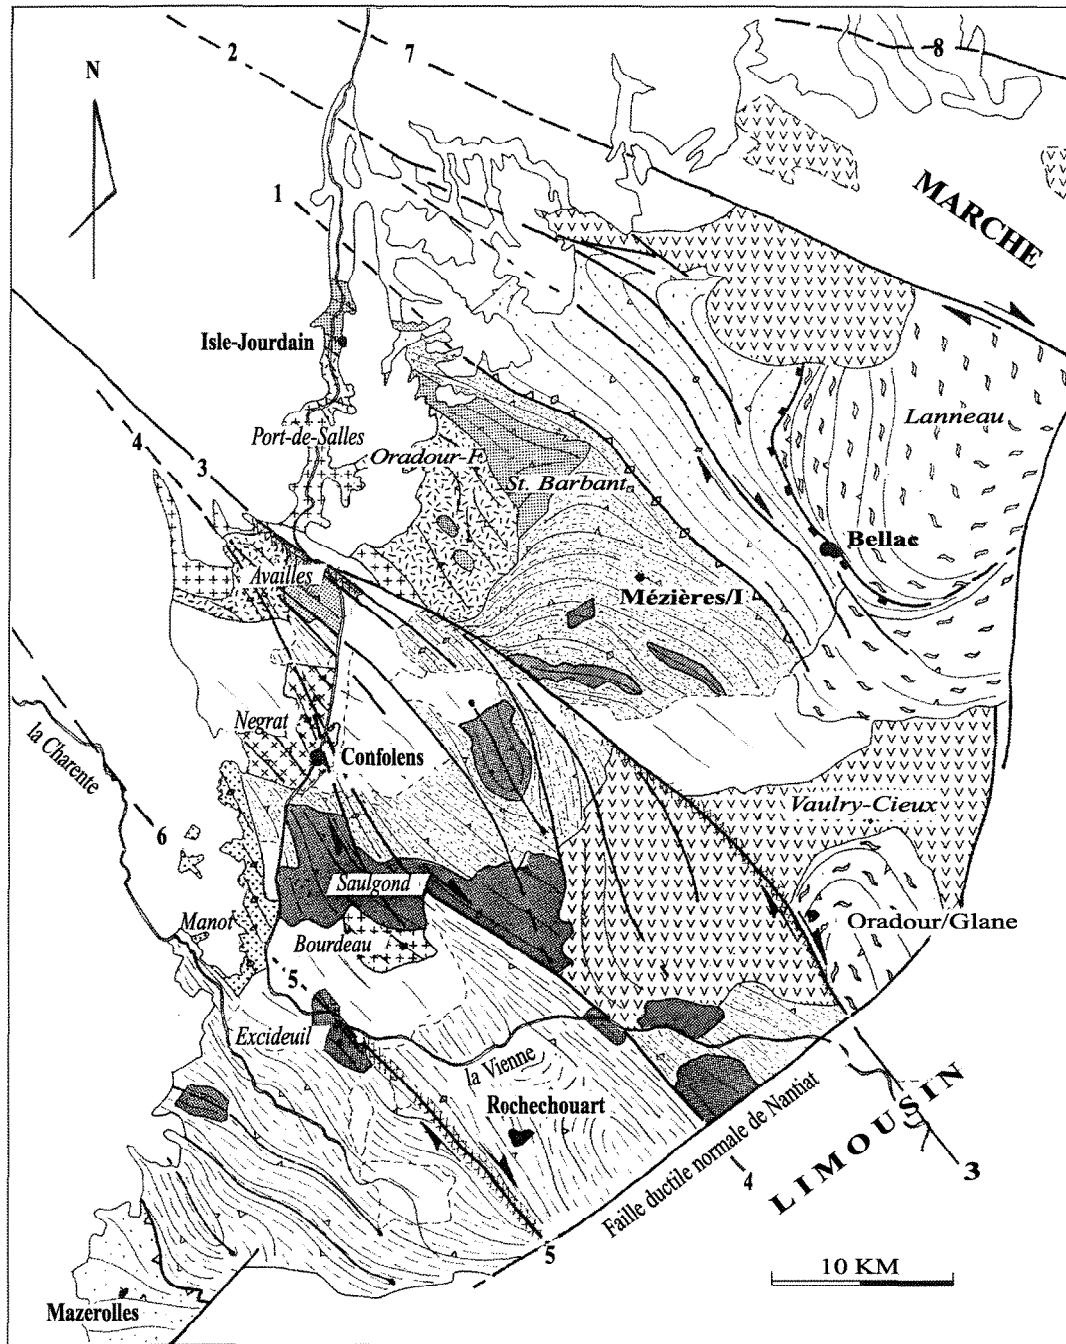 2
7
8
N
MARCHE
1
Isle-Jourdain
Lanneau
Port-de-Salles
4
3
Oradour-F.
St. Barbant
Bellac
Availles
Mézières/I
Negrat
la Charente
Confolens
Vaulry-Cieux
6
Saulgond
Manot
Bourdeau
Oradour/Glane
5
Excideuil
la Vienne
Rochechouart
Faille ductile normale de Nantiat
LIMOUSIN
4
3
5
10 KM
Mazerolles